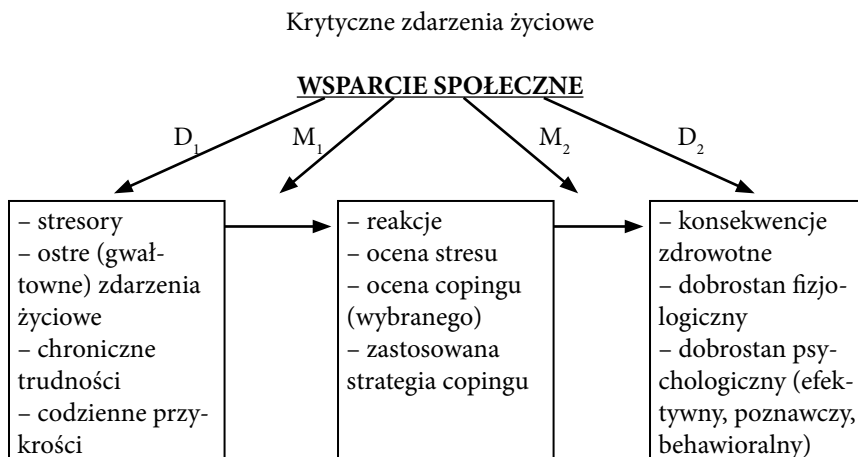 Krytyczne zdarzenia życiowe
WSPARCIE SPOŁECZNE
D1
M1
M2
D2
– stresory
– ostre (gwał-
towne) zdarzenia
życiowe
– chroniczne
trudności
– codzienne przy-
krości
– reakcje
– ocena stresu
– ocena copingu
(wybranego)
– zastosowana
strategia copingu
– konsekwencje
zdrowotne
– dobrostan fizjo-
logiczny
– dobrostan psy-
chologiczny (efek-
tywny, poznawczy,
behawioralny)